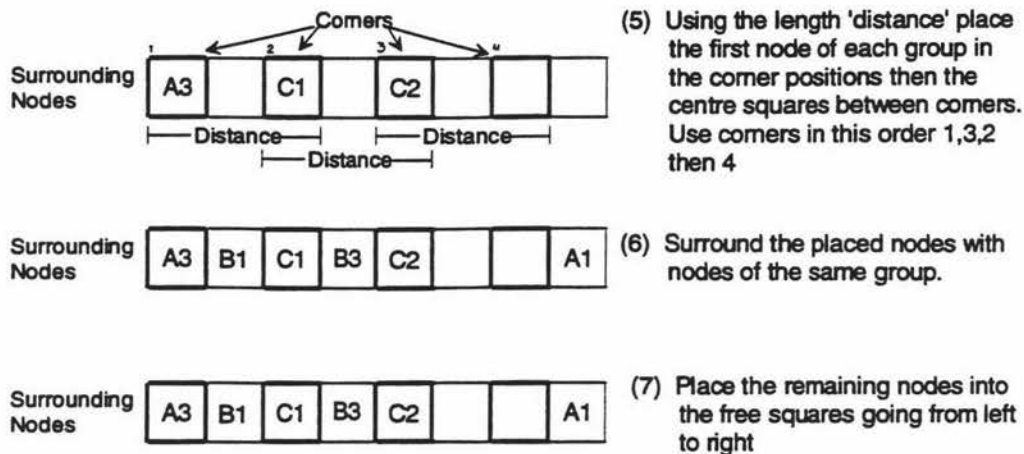 Corners
1 2 3 4
Surrounding
Nodes
A3 C1 C2
Distance Distance
Distance
(5) Using the length 'distance' place
the first node of each group in
the corner positions then the
centre squares between corners.
Use corners in this order 1,3,2
then 4
Surrounding
Nodes
A3 B1 C1 B3 C2 A1
(6) Surround the placed nodes with
nodes of the same group.
Surrounding
Nodes
A3 B1 C1 B3 C2 A1
(7) Place the remaining nodes into
the free squares going from left
to right